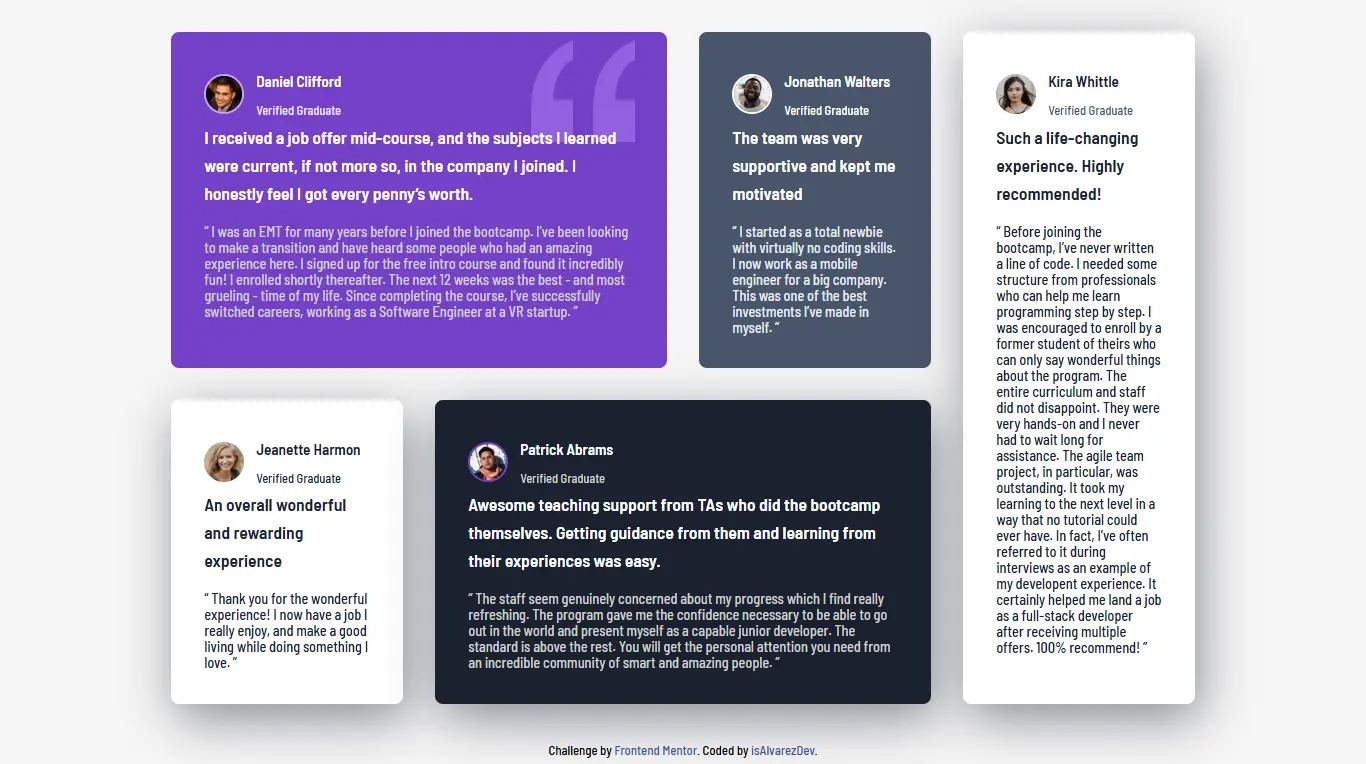 Daniel Clifford
Verified Graduate
I received a job offer mid-course, and the subjects I learned
were current, if not more so, in the company I joined. I
honestly feel I got every penny’s worth.
“ I was an EMT for many years before I joined the bootcamp. I’ve been looking
to make a transition and have heard some people who had an amazing
experience here. I signed up for the free intro course and found it incredibly
fun! I enrolled shortly thereafter. The next 12 weeks was the best - and most
grueling - time of my life. Since completing the course, I’ve successfully
switched careers, working as a Software Engineer at a VR startup. ”
Jonathan Walters
Verified Graduate
The team was very
supportive and kept me
motivated
“ I started as a total newbie
with virtually no coding skills.
I now work as a mobile
engineer for a big company.
This was one of the best
investments I’ve made in
myself. ”
Kira Whittle
Verified Graduate
Such a life-changing
experience. Highly
recommended!
“ Before joining the
bootcamp, I’ve never written
a line of code. I needed some
structure from professionals
who can help me learn
programming step by step. I
was encouraged to enroll by a
former student of theirs who
can only say wonderful things
about the program. The
entire curriculum and staff
did not disappoint. They were
very hands-on and I never
had to wait long for
assistance. The agile team
project, in particular, was
outstanding. It took my
learning to the next level in a
way that no tutorial could
ever have. In fact, I’ve often
referred to it during
interviews as an example of
my developent experience. It
certainly helped me land a job
as a full-stack developer
after receiving multiple
offers. 100% recommend! ”
Jeanette Harmon
Verified Graduate
An overall wonderful
and rewarding
experience
“ Thank you for the wonderful
experience! I now have a job I
really enjoy, and make a good
living while doing something I
love. ”
Patrick Abrams
Verified Graduate
Awesome teaching support from TAs who did the bootcamp
themselves. Getting guidance from them and learning from
their experiences was easy.
“ The staff seem genuinely concerned about my progress which I find really
refreshing. The program gave me the confidence necessary to be able to go
out in the world and present myself as a capable junior developer. The
standard is above the rest. You will get the personal attention you need from
an incredible community of smart and amazing people. ”
Challenge by Frontend Mentor. Coded by isAlvarezDev.